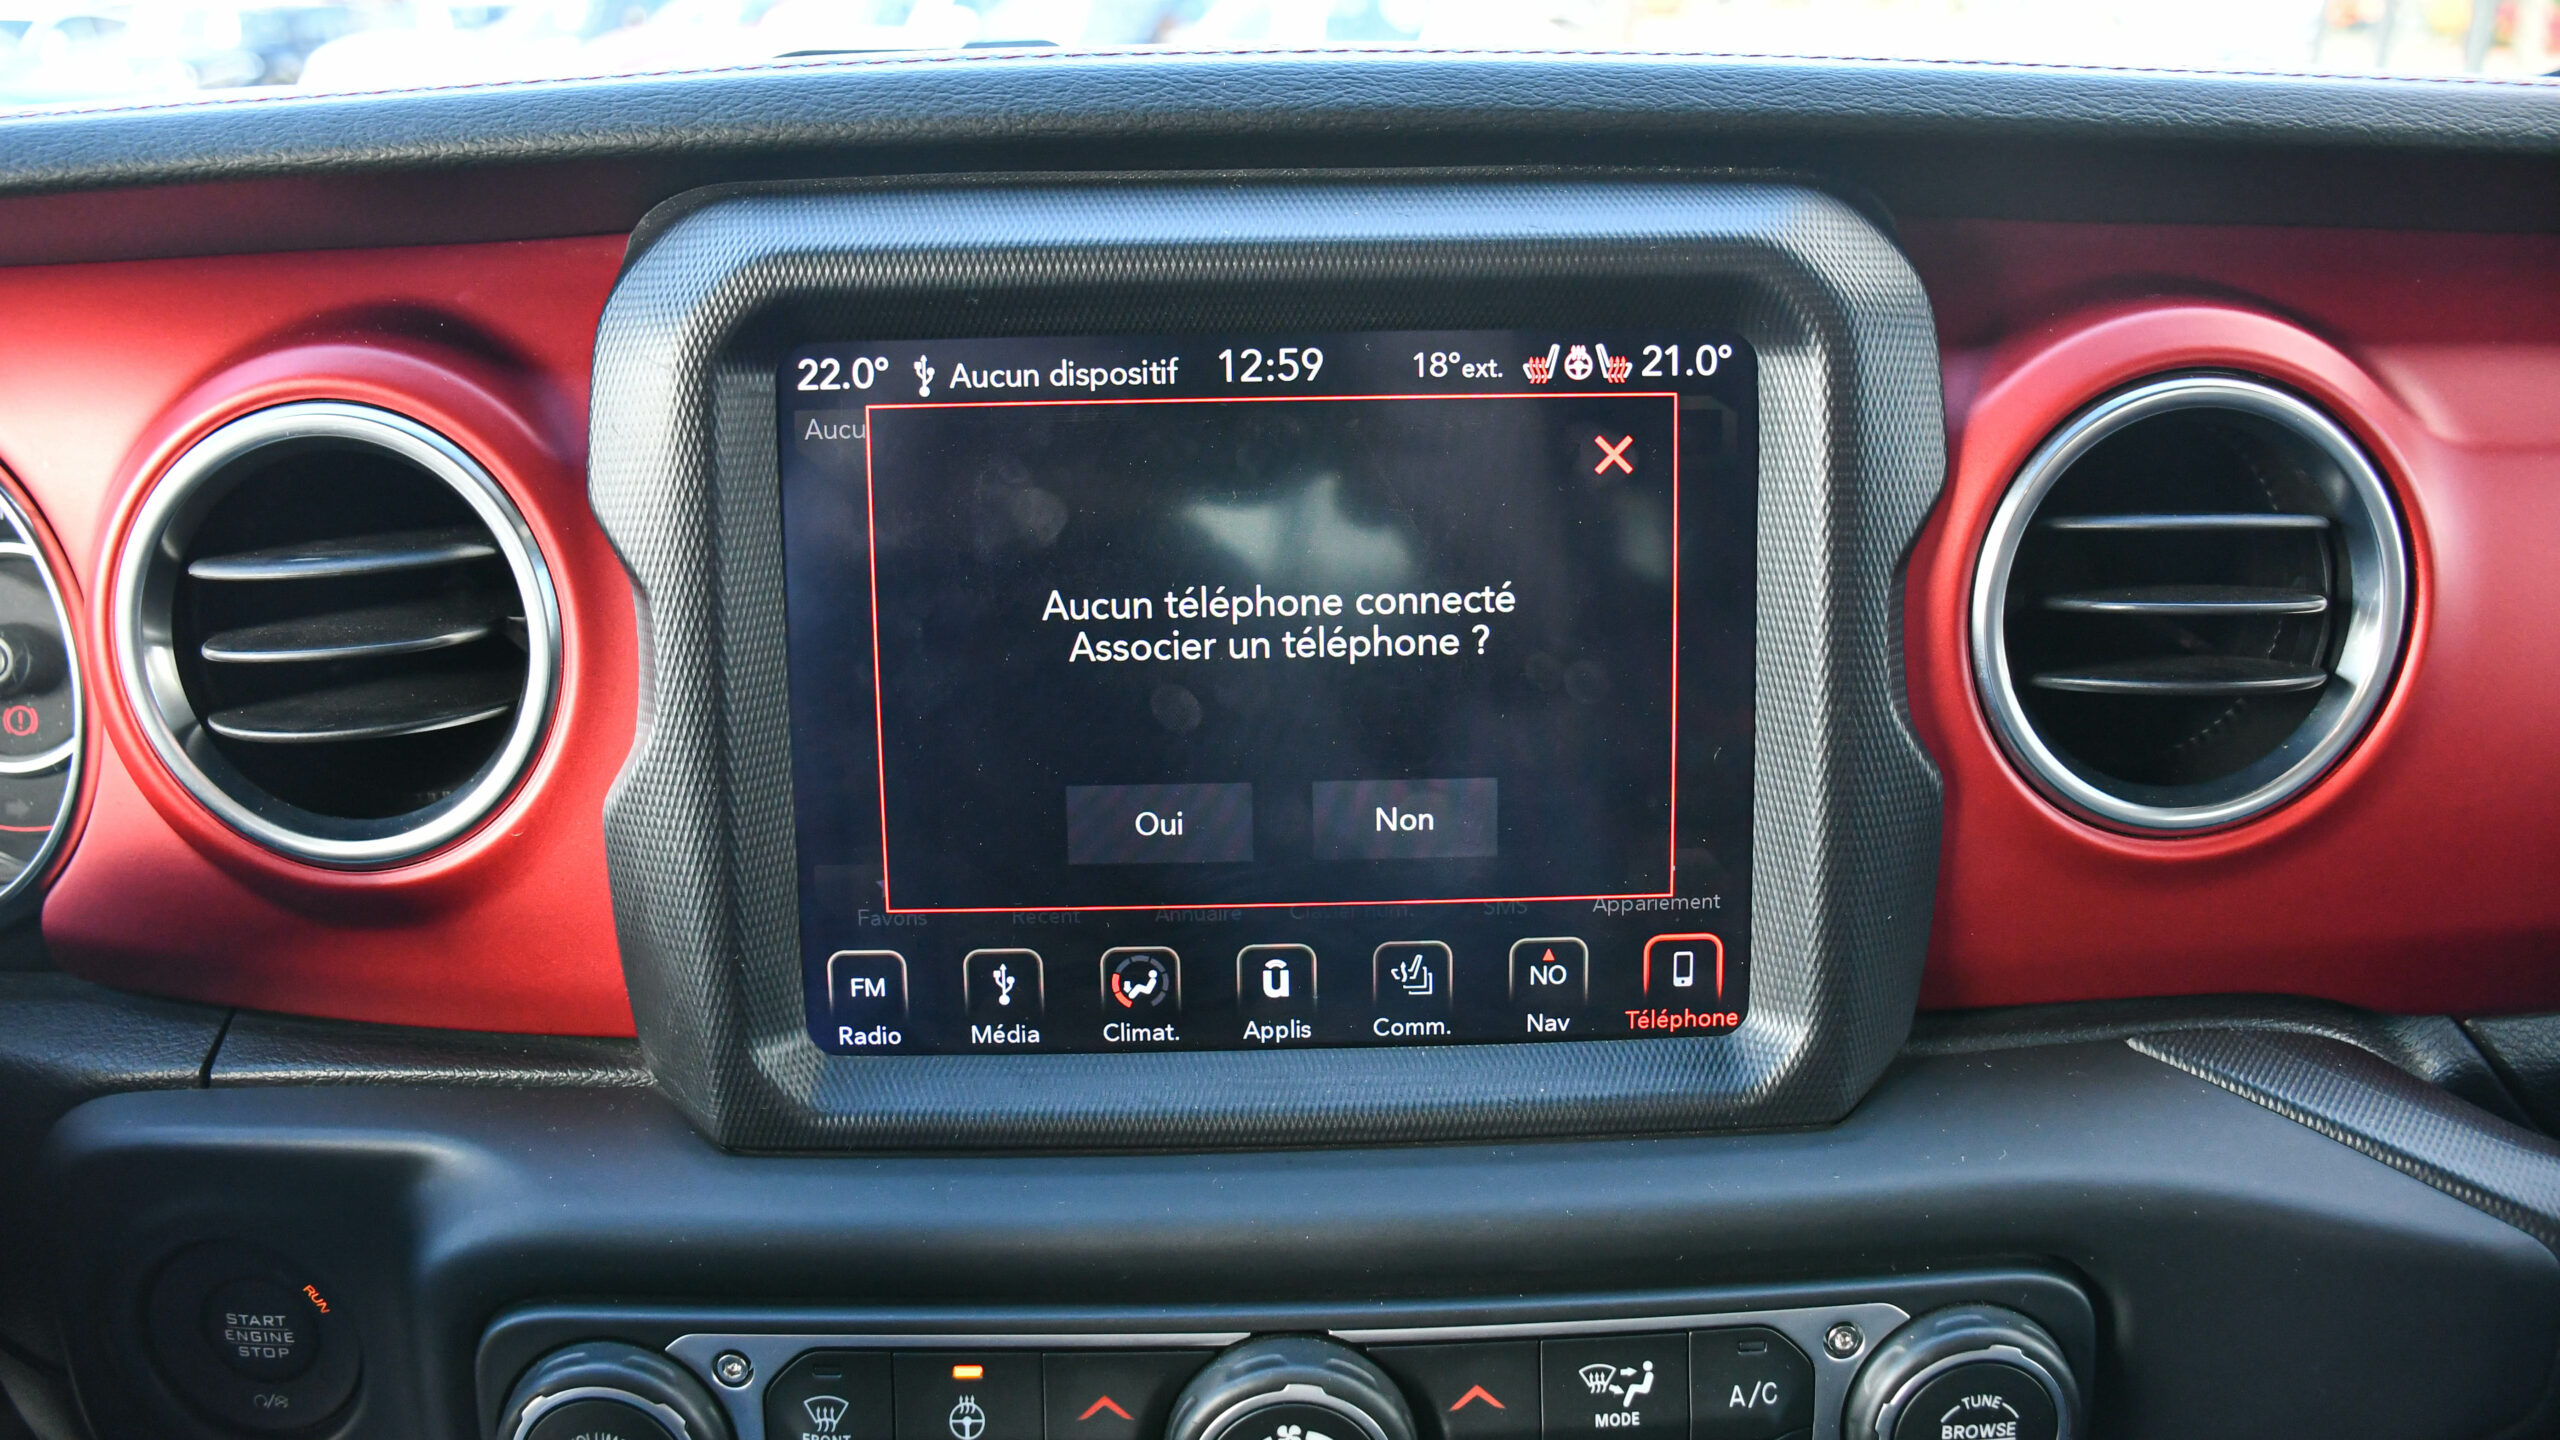 22.0° Aucun dispositif 12:59 18°ext. 21.0°
Aucu
Aucun téléphone connecté
Associer un téléphone ?
Oui Non
Favoris Récent Annuaire SMS Appariement
FM NO
Radio Média Climat. Applis Comm. Nav Téléphone
RUN
START
ENGINE
STOP
MODE
A/C
TUNE
BROWSE